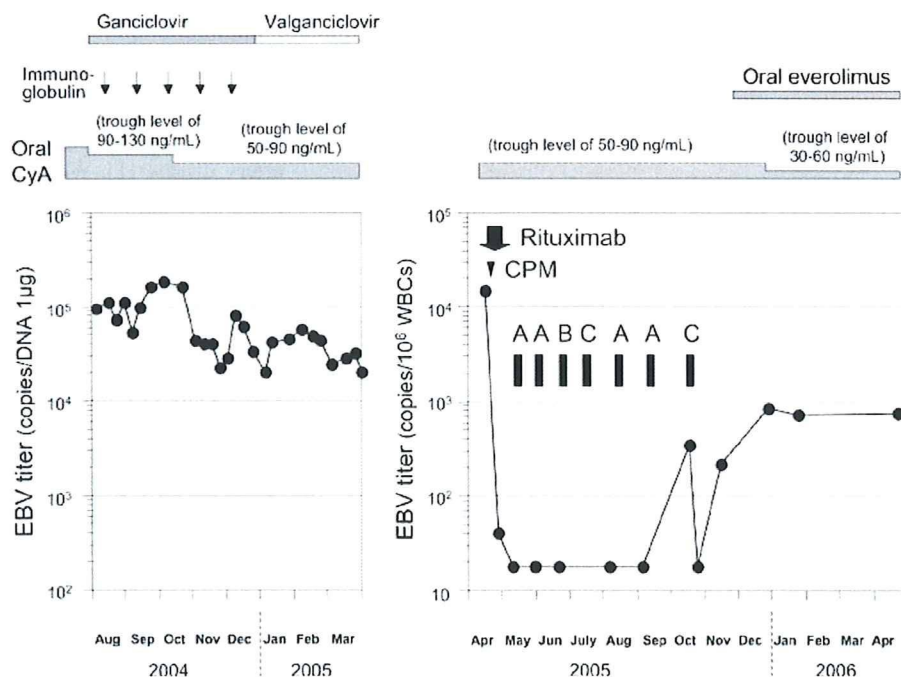 Ganciclovir
Valganciclovir
Immuno-
globulin
(trough level of
90-130 ng/mL)
(trough level of
50-90 ng/mL)
Oral
CyA
Oral everolimus
(trough level of 50-90 ng/mL)
(trough level of
30-60 ng/mL)
EBV titer (copies/DNA 1µg)
10⁶
10⁵
10⁴
10³
10²
Aug Sep Oct Nov Dec Jan Feb Mar
2004 2005
EBV titer (copies/10⁶ WBCs)
10⁵
10⁴
10³
10²
10
Rituximab
CPM
A A B C A A C
Apr May Jun July Aug Sep Oct Nov Dec Jan Feb Mar Apr
2005 2006